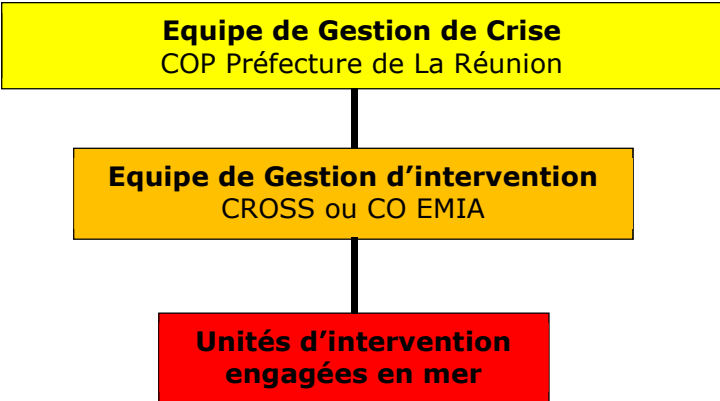 Equipe de Gestion de Crise
COP Préfecture de La Réunion
Equipe de Gestion d’intervention
CROSS ou CO EMIA
Unités d’intervention
engagées en mer